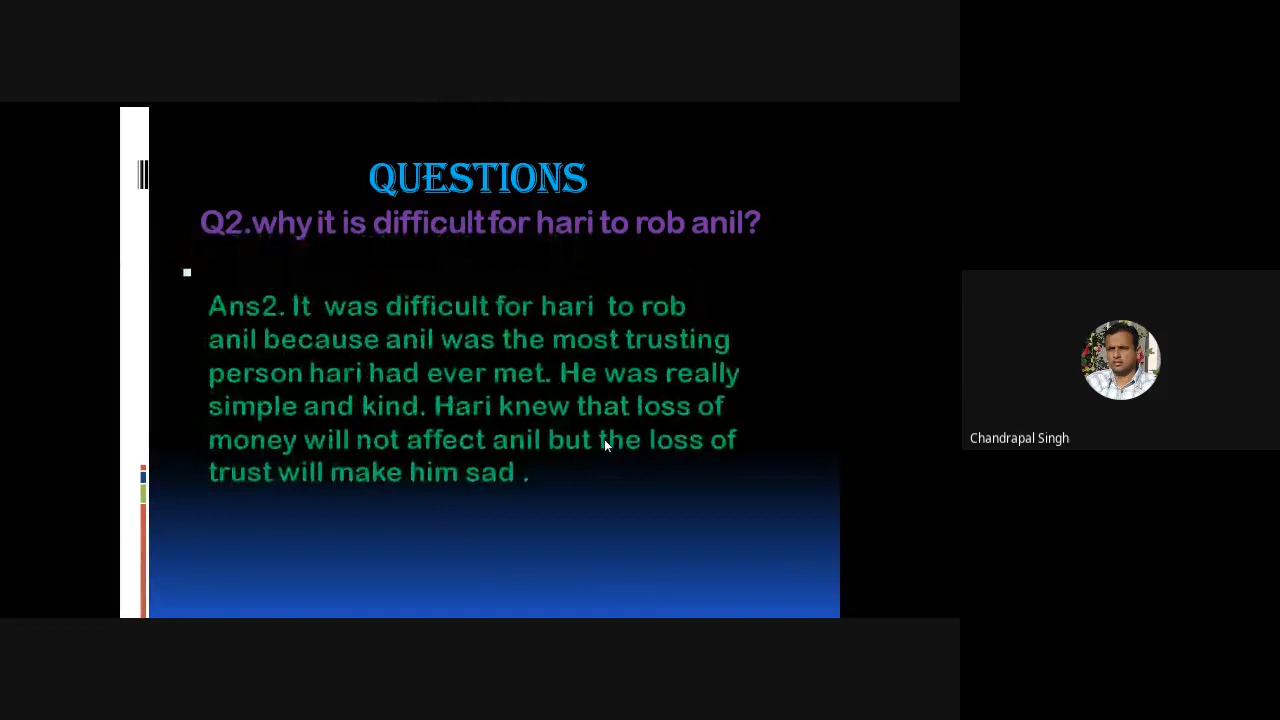 QUESTIONS
Q2.why it is difficult for hari to rob anil?
Ans2. It was difficult for hari to rob
anil because anil was the most trusting
person hari had ever met. He was really
simple and kind. Hari knew that loss of
money will not affect anil but the loss of
trust will make him sad .
Chandrapal Singh